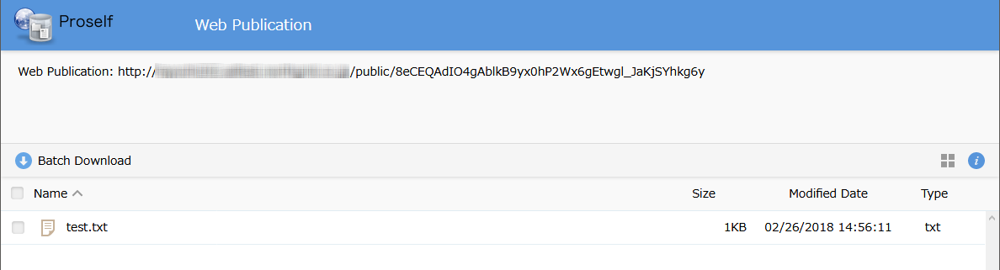 Proself
Web Publication
Web Publication: http:// /public/8eCEQAdIO4gAblkB9yx0hP2Wx6gEtwgl_JaKjSYhkg6y
Batch Download
Name Size Modified Date Type
test.txt 1KB 02/26/2018 14:56:11 txt